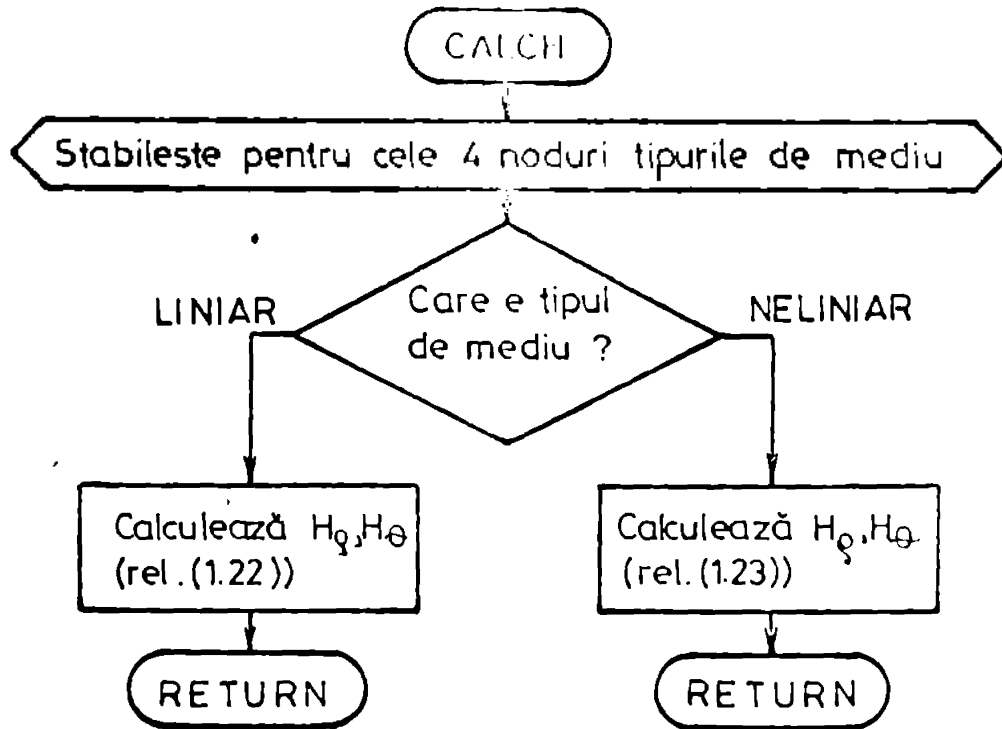 CALCH
Stabilește pentru cele 4 noduri tipurile de mediu
LINIAR
Care e tipul
de mediu ?
NELINIAR
Calculează Hρ,Hθ
(rel.(1.22))
Calculează Hρ,Hθ
(rel.(1.23))
RETURN
RETURN